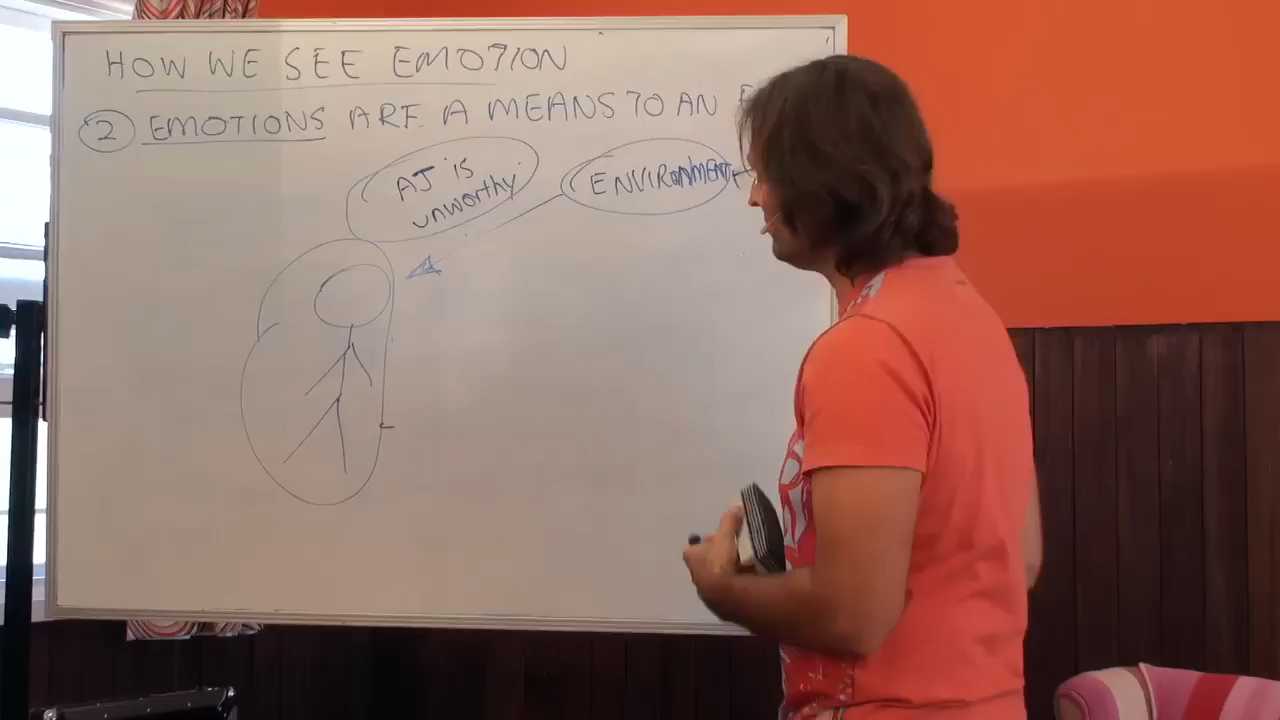 HOW WE SEE EMOTION
2 EMOTIONS ARE A MEANS TO AN
AJ is
unworthy
ENVIRONMENT